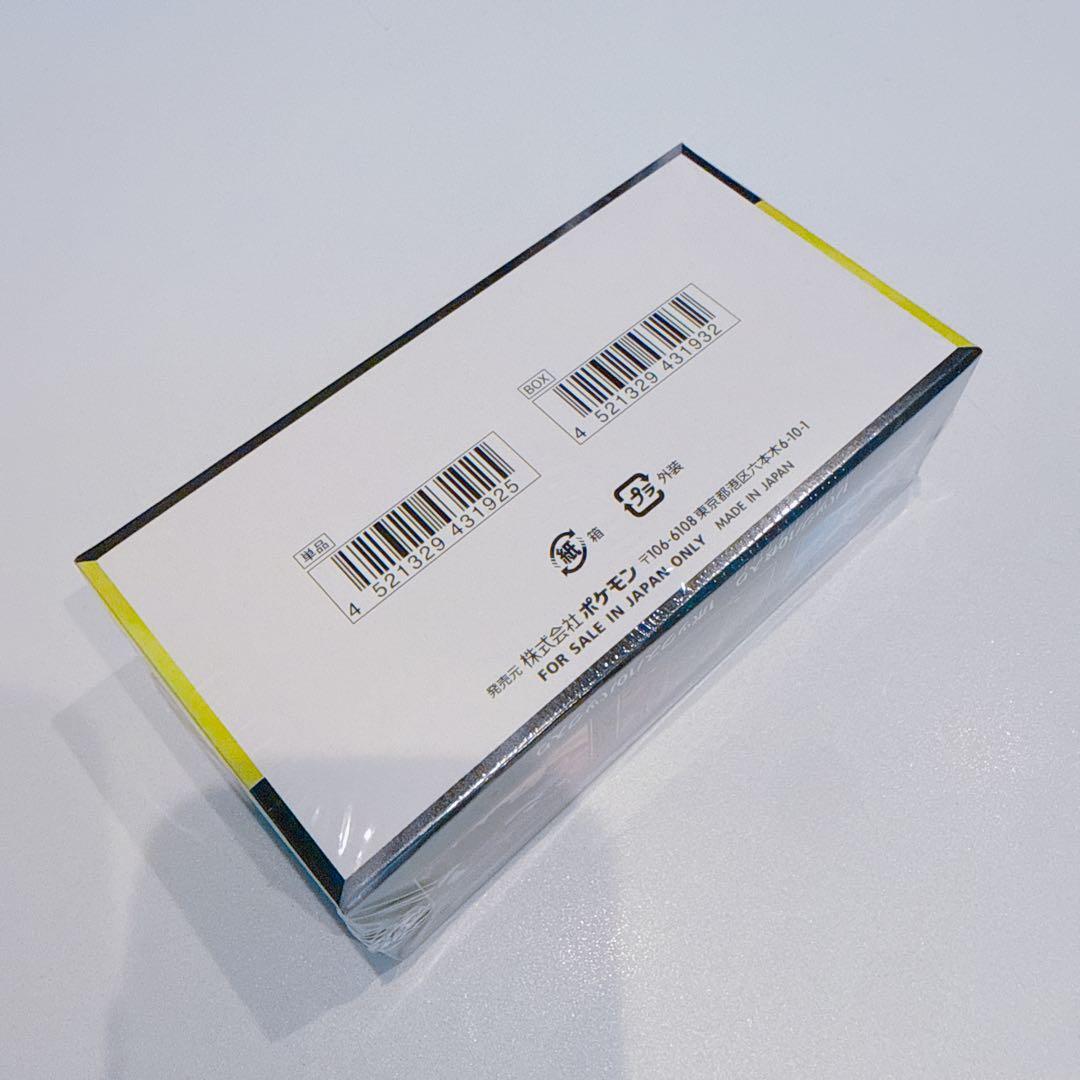 BOX
4 521329 431932
単品
4 521329 431925
プラ 外装
紙 箱
発売元 株式会社 ポケモン 〒106-6108 東京都港区六本木6-10-1
FOR SALE IN JAPAN ONLY MADE IN JAPAN